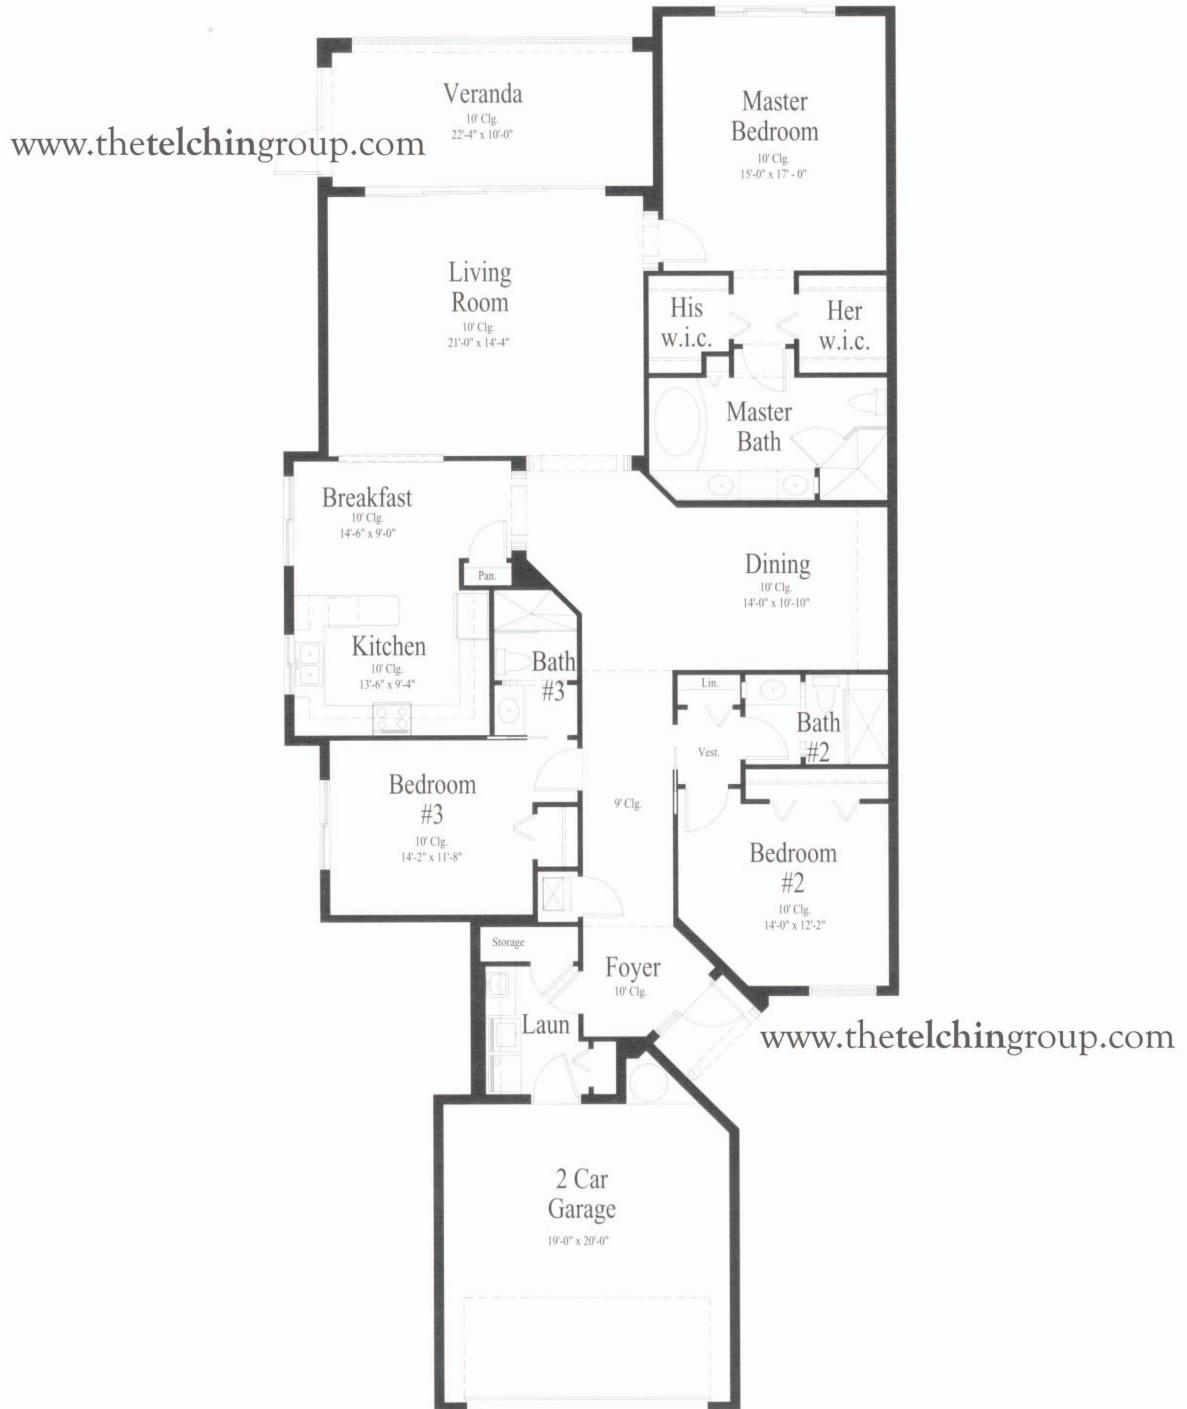 Veranda
10' Clg.
22'-4" x 10'-0"
www.thetelchingroup.com
Master
Bedroom
10' Clg.
15'-0" x 17' - 0"
Living
Room
10' Clg.
21'-0" x 14'-4"
His
w.i.c.
Her
w.i.c.
Master
Bath
Breakfast
10' Clg.
14'-6" x 9'-0"
Pan.
Dining
10' Clg.
14'-0" x 10'-10"
Kitchen
10' Clg.
13'-6" x 9'-4"
Bath
#3
Lin.
Bath
#2
Vest.
Bedroom
#3
10' Clg.
14'-2" x 11'-8"
9' Clg.
Bedroom
#2
10' Clg.
14'-0" x 12'-2"
Storage
Foyer
10' Clg.
Laun
www.thetelchingroup.com
2 Car
Garage
19'-0" x 20'-0"